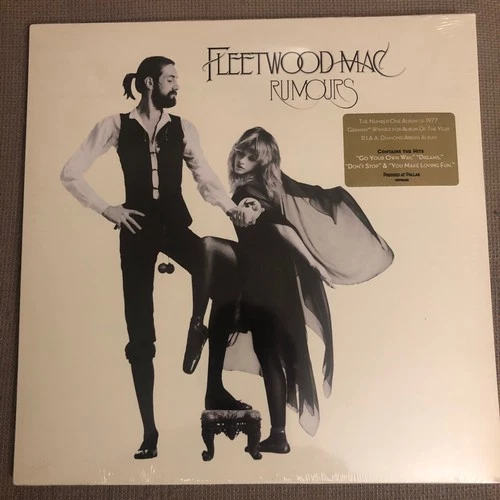 FLEETWOOD MAC
RUMOURS
THE NUMBER ONE ALBUM OF 1977
GRAMMY® WINNER FOR ALBUM OF THE YEAR
R.I.A.A. DIAMOND AWARD ALBUM
CONTAINS THE HITS
"GO YOUR OWN WAY," "DREAMS,"
"DON'T STOP" & "YOU MAKE LOVING FUN."
PRESSED AT PALLAS